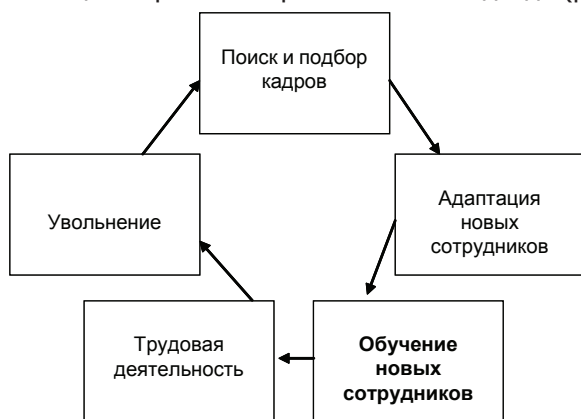 Поиск и подбор
кадров
Адаптация
новых
сотрудников
Обучение
новых
сотрудников
Трудовая
деятельность
Увольнение